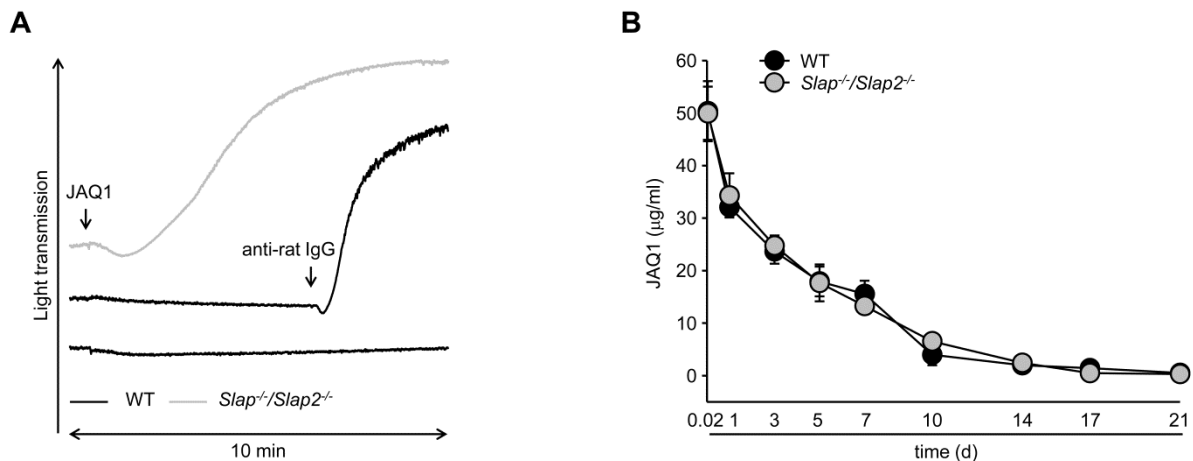 A
Light transmission
JAQ1
anti-rat IgG
WT
Slap-/-/Slap2-/-
10 min
B
WT
Slap-/-/Slap2-/-
JAQ1 (µg/ml)
60
50
40
30
20
10
0
0.02 1 3 5 7 10 14 17 21
time (d)